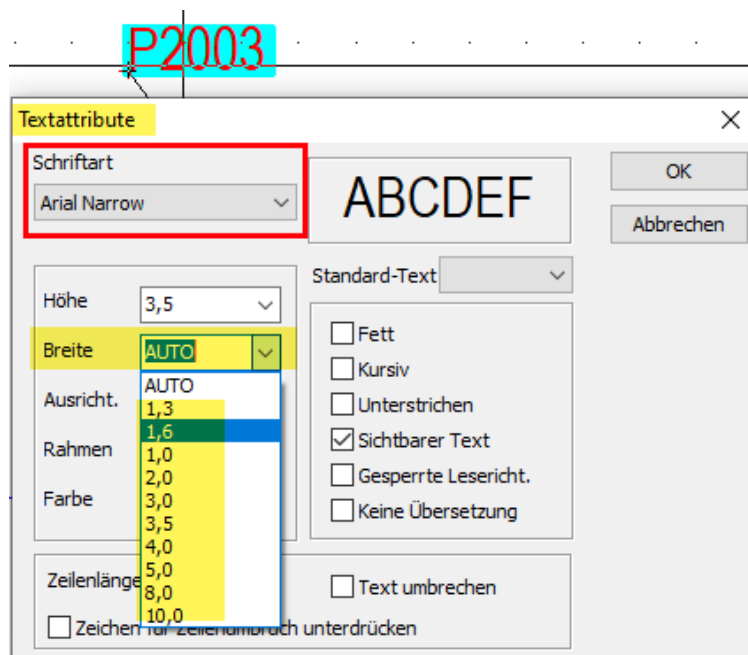 P2003
Textattribute
Schriftart
Arial Narrow
ABCDEF
OK
Abbrechen
Standard-Text
Höhe
3,5
Breite
AUTO
AUTO
1,3
1,6
1,0
2,0
3,0
3,5
4,0
5,0
8,0
10,0
Ausricht.
Rahmen
Farbe
Fett
Kursiv
Unterstrichen
Sichtbarer Text
Gesperrte Lesericht.
Keine Übersetzung
Zeilenlänge
Text umbrechen
Zeichen für Zeilenumbruch unterdrücken